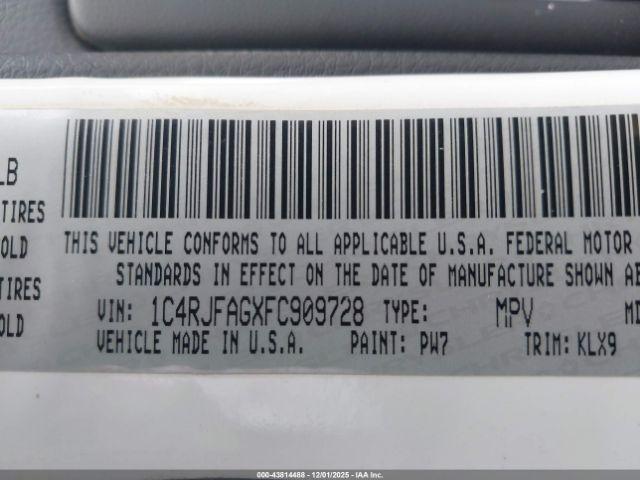 LB
TIRES
OLD
TIRES
OLD
THIS VEHICLE CONFORMS TO ALL APPLICABLE U.S.A. FEDERAL MOTOR
STANDARDS IN EFFECT ON THE DATE OF MANUFACTURE SHOWN AB
VIN: 1C4RJFAGXFC909728 TYPE: MPV MD
VEHICLE MADE IN U.S.A. PAINT: PW7 TRIM: KLX9
000-43814488 - 12/01/2025 - IAA Inc.